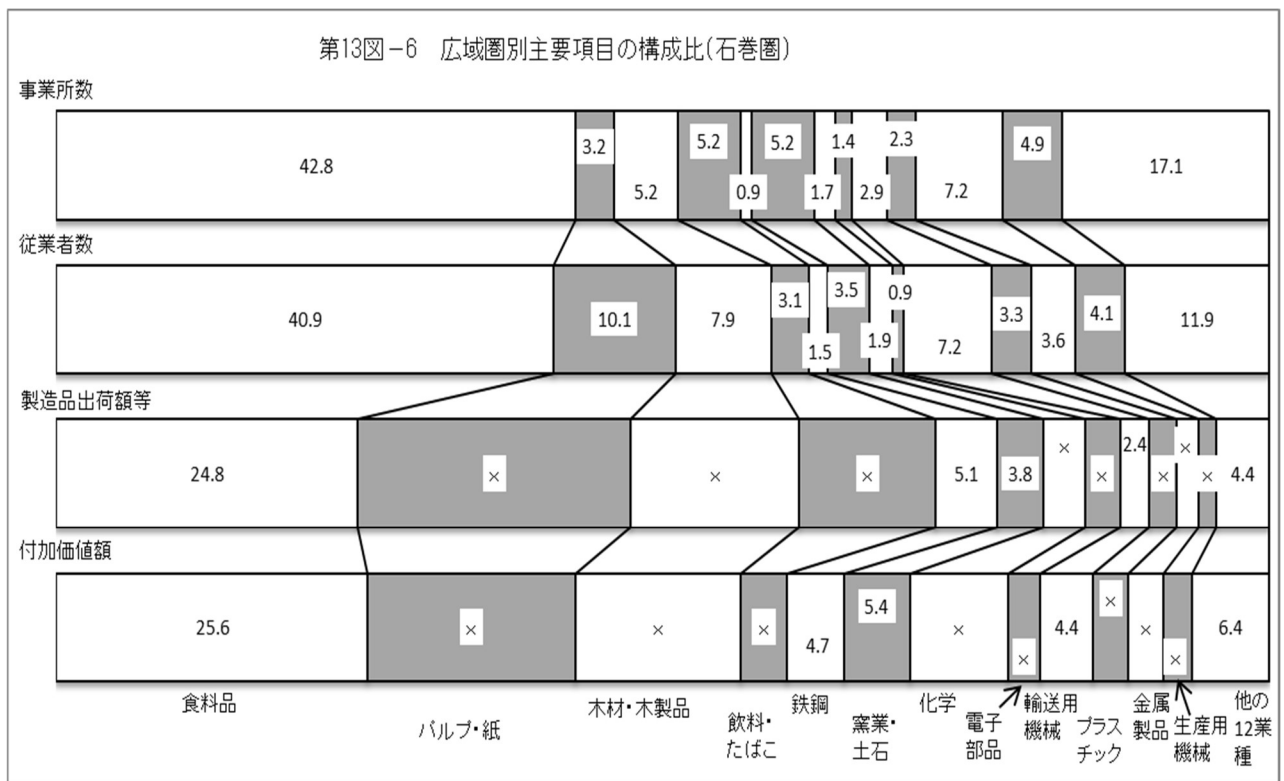 第13図－6　広域圏別主要項目の構成比(石巻圏)
事業所数
42.8
3.2
5.2
5.2
0.9
5.2
1.7
1.4
2.9
2.3
7.2
4.9
17.1
従業者数
40.9
10.1
7.9
3.1
1.5
3.5
1.9
0.9
7.2
3.3
3.6
4.1
11.9
製造品出荷額等
24.8
×
×
×
5.1
3.8
×
×
2.4
×
×
×
4.4
付加価値額
25.6
×
×
×
4.7
5.4
×
×
4.4
×
×
×
6.4
食料品
パルプ・紙
木材・木製品
飲料・
たばこ
鉄鋼
窯業・
土石
化学
電子
部品
輸送用
機械
プラス
チック
金属
製品
生産用
機械
他の
12業
種